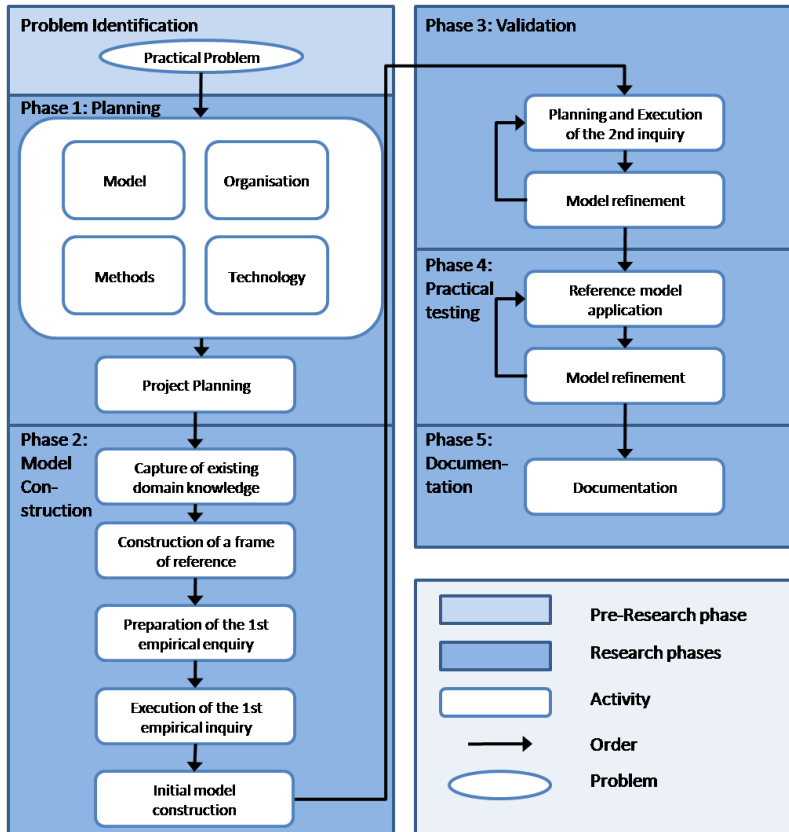 Problem Identification
Practical Problem
Phase 1: Planning
Model
Organisation
Methods
Technology
Project Planning
Phase 2:
Model
Con-
struction
Capture of existing
domain knowledge
Construction of a frame
of reference
Preparation of the 1st
empirical enquiry
Execution of the 1st
empirical inquiry
Initial model
construction
Phase 3: Validation
Planning and Execution
of the 2nd inquiry
Model refinement
Phase 4:
Practical
testing
Reference model
application
Model refinement
Phase 5:
Documen-
tation
Documentation
Pre-Research phase
Research phases
Activity
Order
Problem